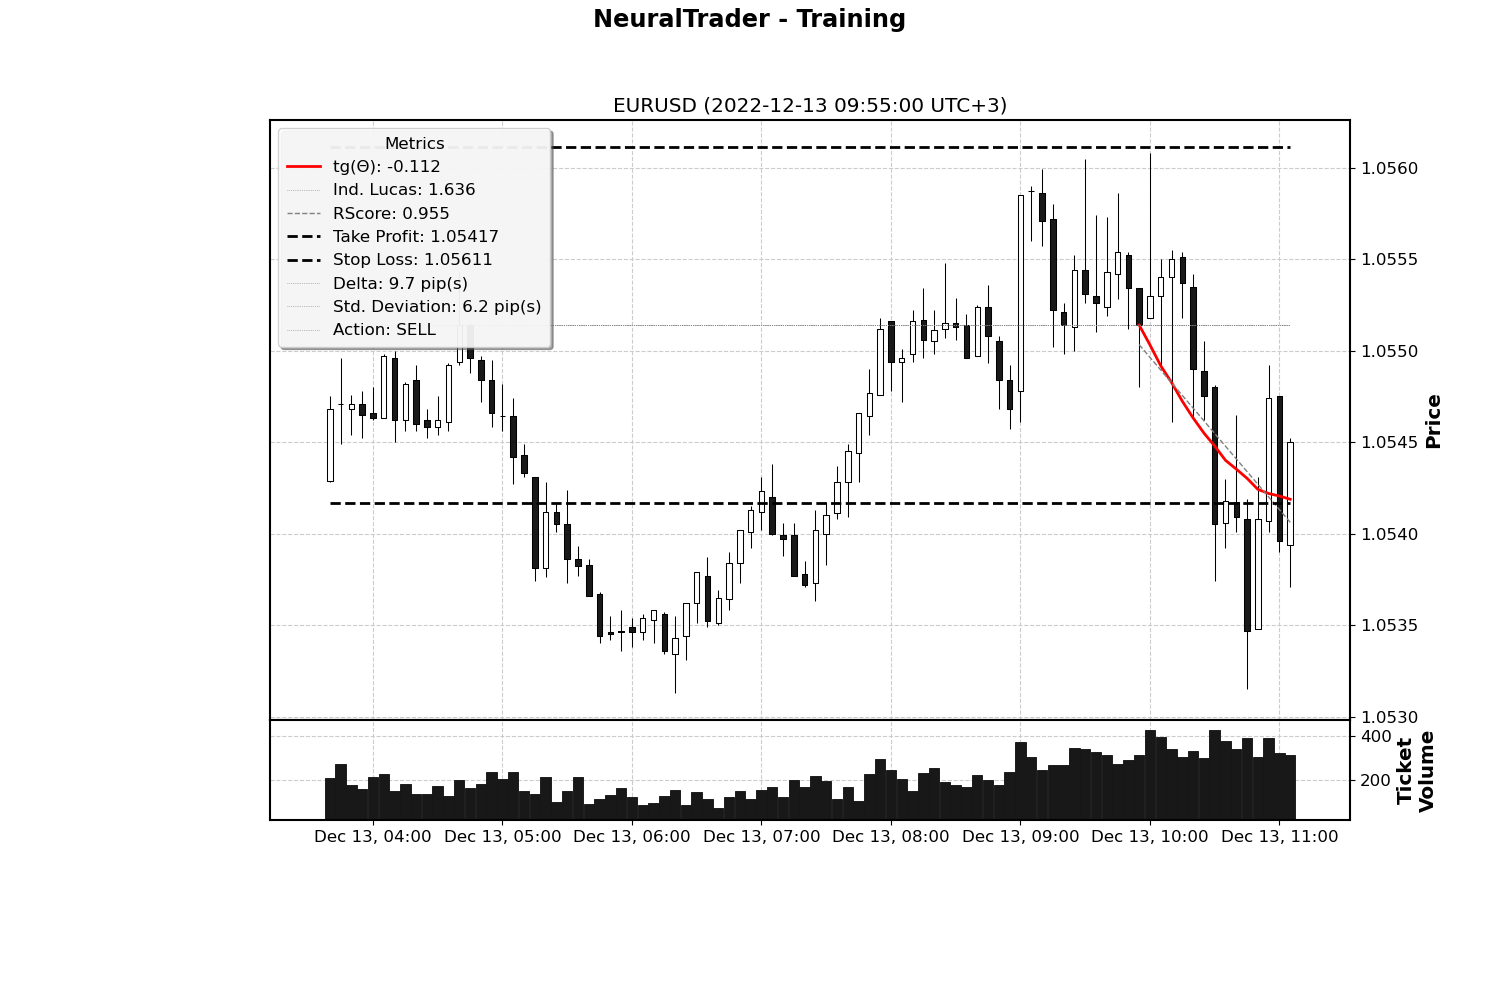 NeuralTrader - Training
EURUSD (2022-12-13 09:55:00 UTC+3)
Metrics
tg(Θ): -0.112
Ind. Lucas: 1.636
RScore: 0.955
Take Profit: 1.05417
Stop Loss: 1.05611
Delta: 9.7 pip(s)
Std. Deviation: 6.2 pip(s)
Action: SELL
1.0560
1.0555
1.0550
1.0545
1.0540
1.0535
1.0530
Price
400
200
Ticket
Volume
Dec 13, 04:00 Dec 13, 05:00 Dec 13, 06:00 Dec 13, 07:00 Dec 13, 08:00 Dec 13, 09:00 Dec 13, 10:00 Dec 13, 11:00